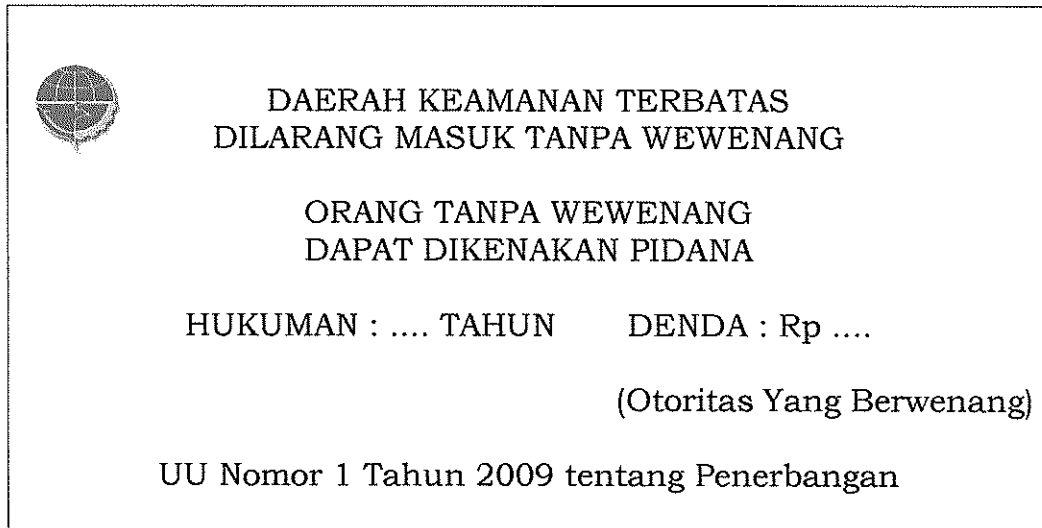 DAERAH KEAMANAN TERBATAS
DILARANG MASUK TANPA WEWENANG
ORANG TANPA WEWENANG
DAPAT DIKENAKAN PIDANA
HUKUMAN : .... TAHUN DENDA : Rp ....
(Otoritas Yang Berwenang)
UU Nomor 1 Tahun 2009 tentang Penerbangan